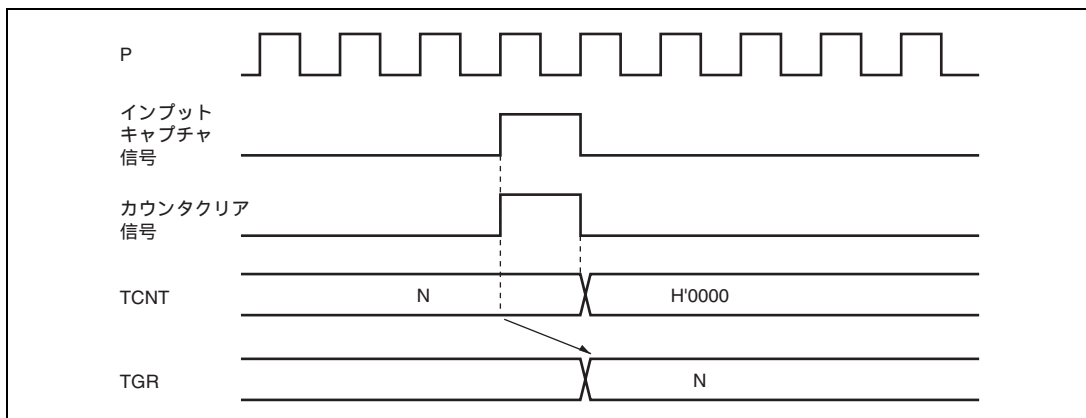 P
インプット
キャプチャ
信号
カウンタクリア
信号
TCNT
N
H'0000
TGR
N